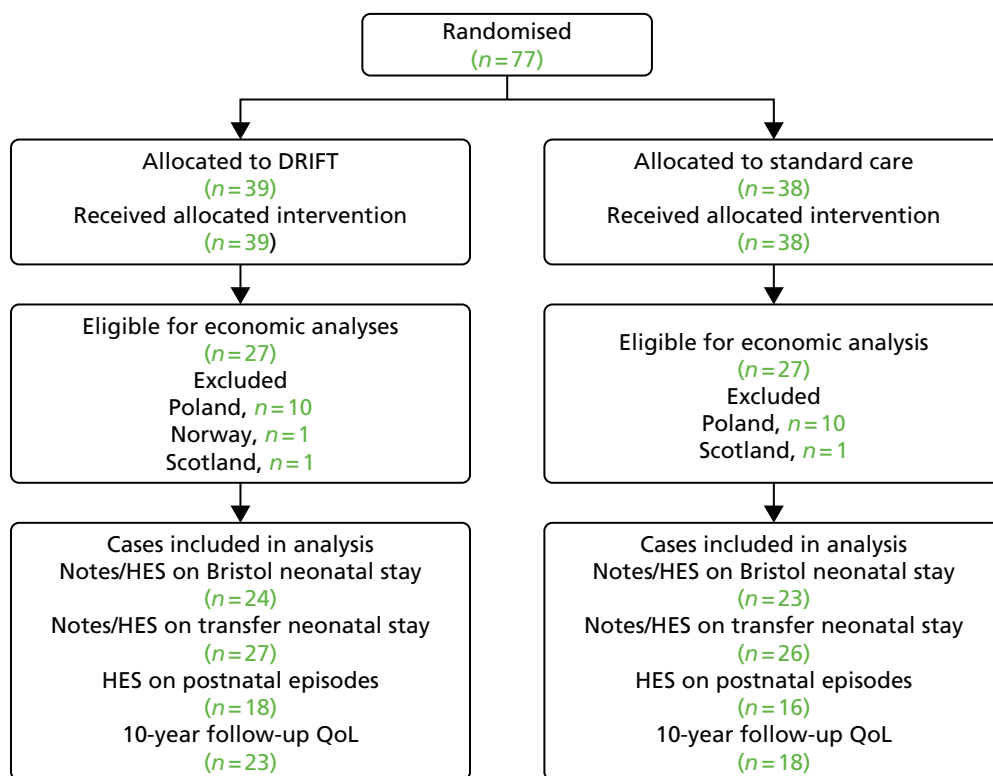 Randomised
(n=77)
Allocated to DRIFT
(n=39)
Received allocated intervention
(n=39)
Allocated to standard care
(n=38)
Received allocated intervention
(n=38)
Eligible for economic analyses
(n=27)
Excluded
Poland, n=10
Norway, n=1
Scotland, n=1
Eligible for economic analysis
(n=27)
Excluded
Poland, n=10
Scotland, n=1
Cases included in analysis
Notes/HES on Bristol neonatal stay
(n=24)
Notes/HES on transfer neonatal stay
(n=27)
HES on postnatal episodes
(n=18)
10-year follow-up QoL
(n=23)
Cases included in analysis
Notes/HES on Bristol neonatal stay
(n=23)
Notes/HES on transfer neonatal stay
(n=26)
HES on postnatal episodes
(n=16)
10-year follow-up QoL
(n=18)